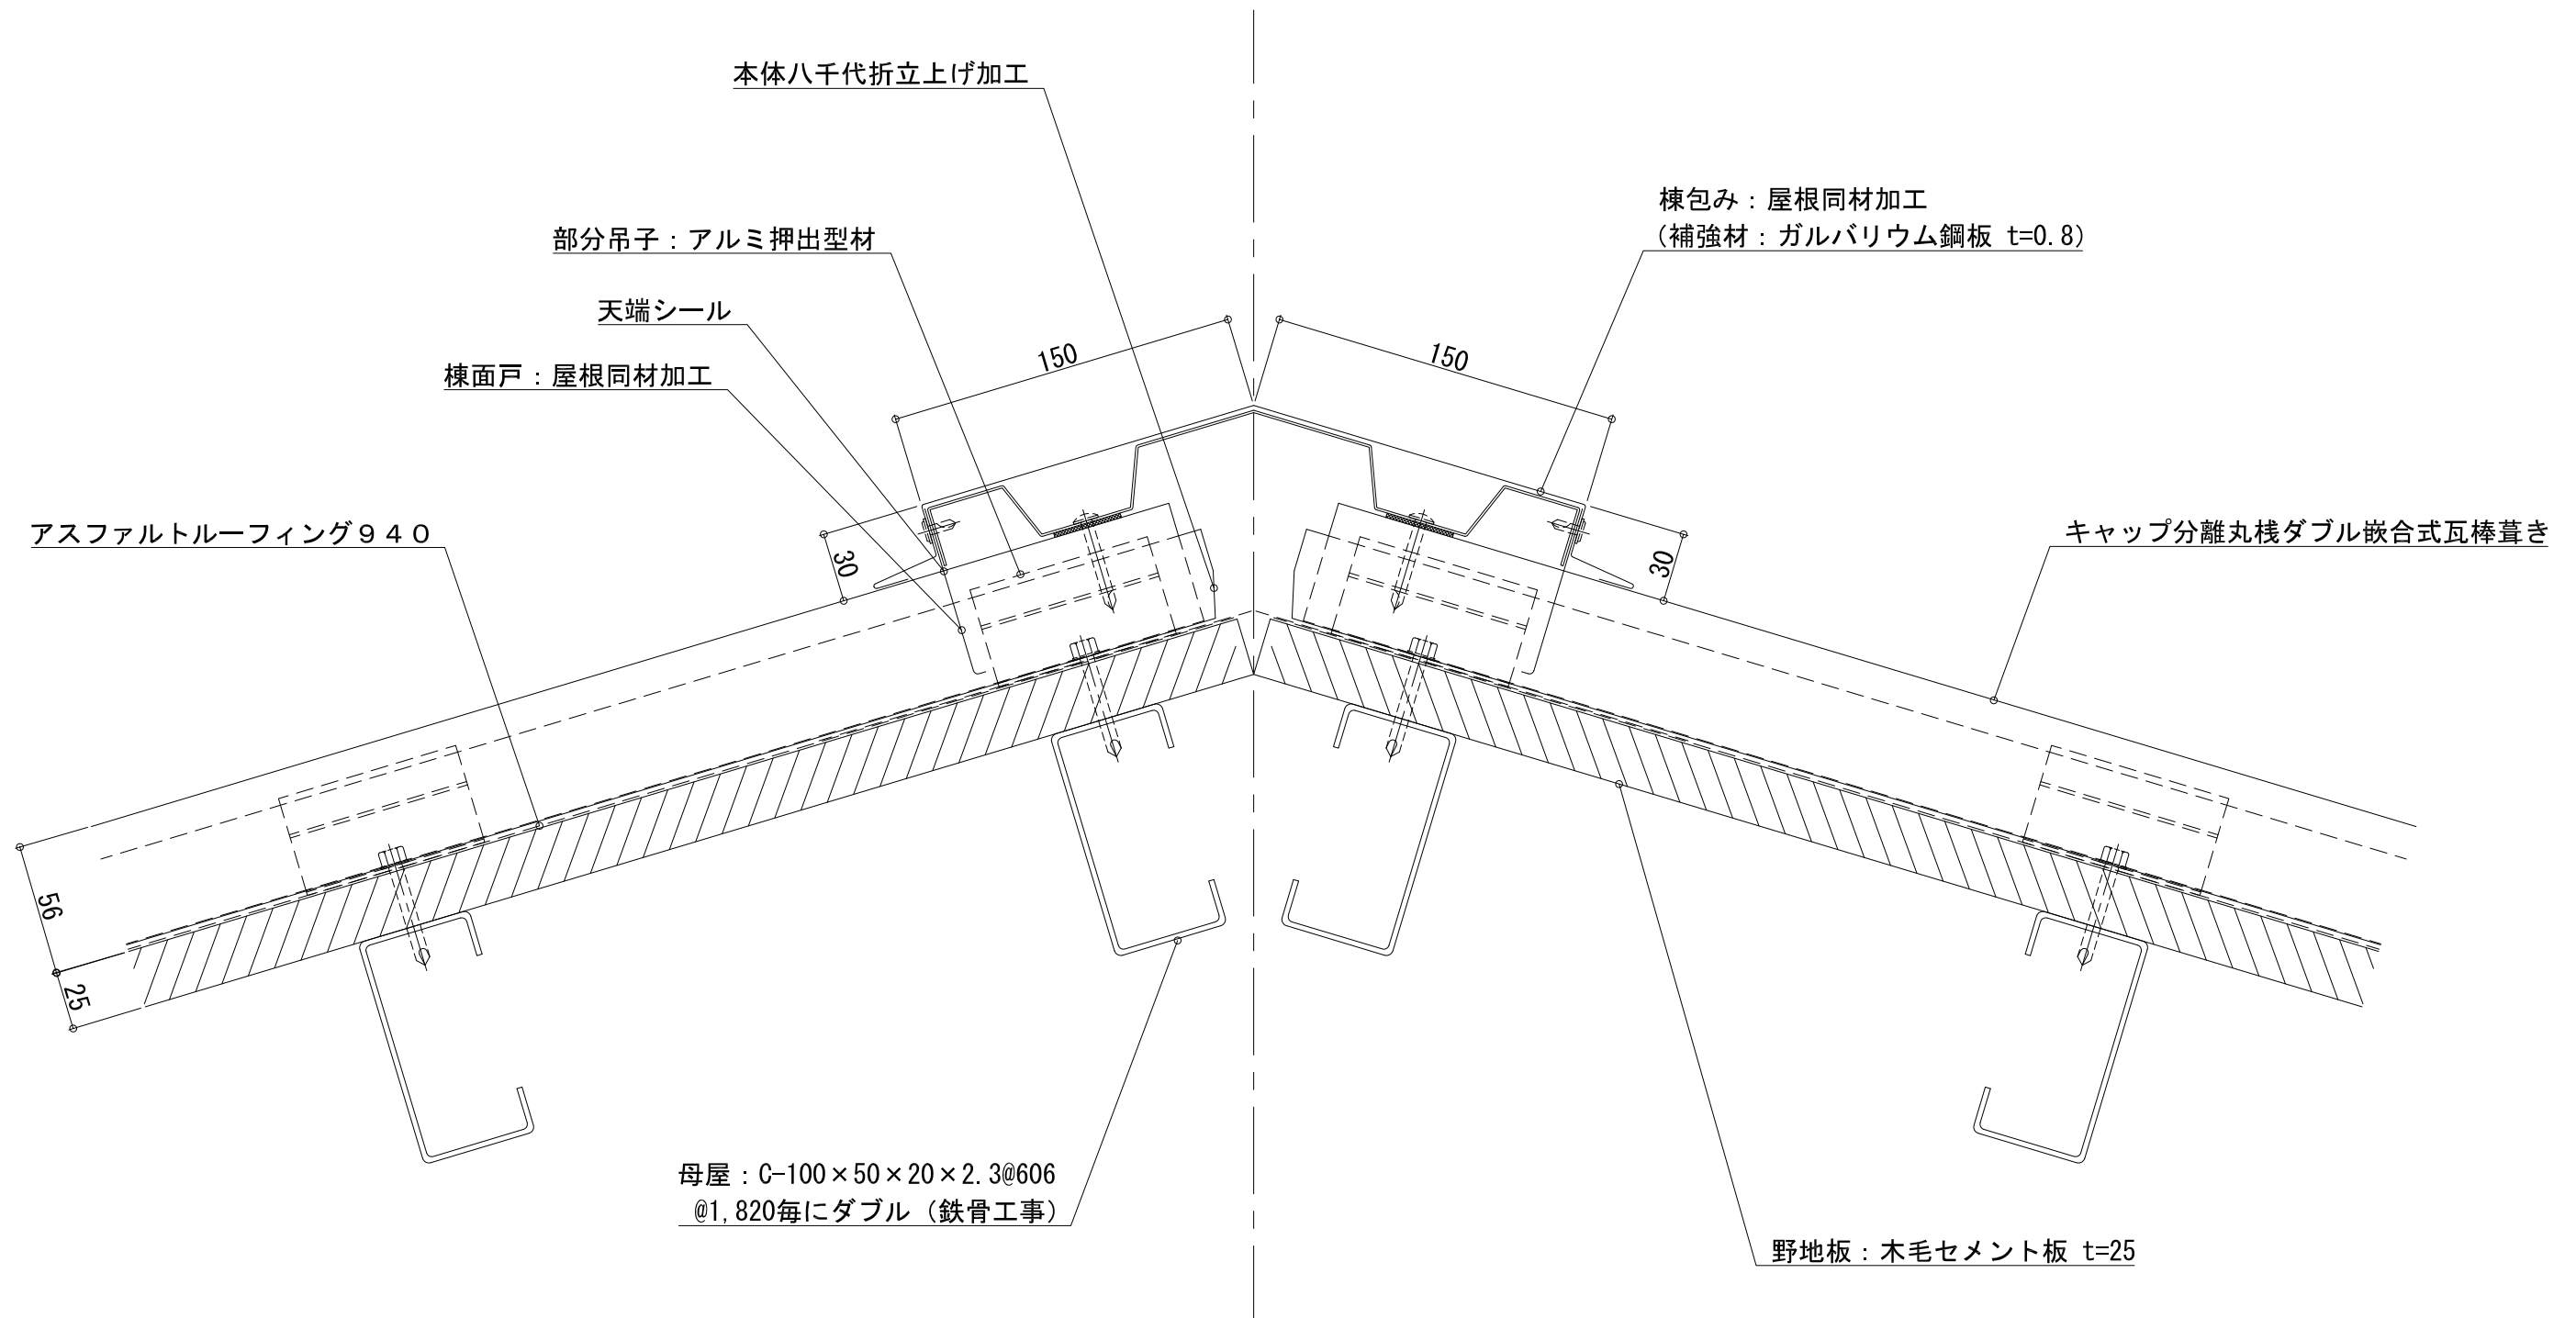 本体八千代折立上げ加工
棟包み：屋根同材加工
(補強材：ガルバリウム鋼板 t=0.8)
部分吊子：アルミ押出型材
天端シール
棟面戸：屋根同材加工
150
150
アスファルトルーフィング９４０
キャップ分離丸桟ダブル嵌合式瓦棒葺き
30
30
56
25
母屋：C-100×50×20×2.3@606
@1,820毎にダブル（鉄骨工事）
野地板：木毛セメント板 t=25